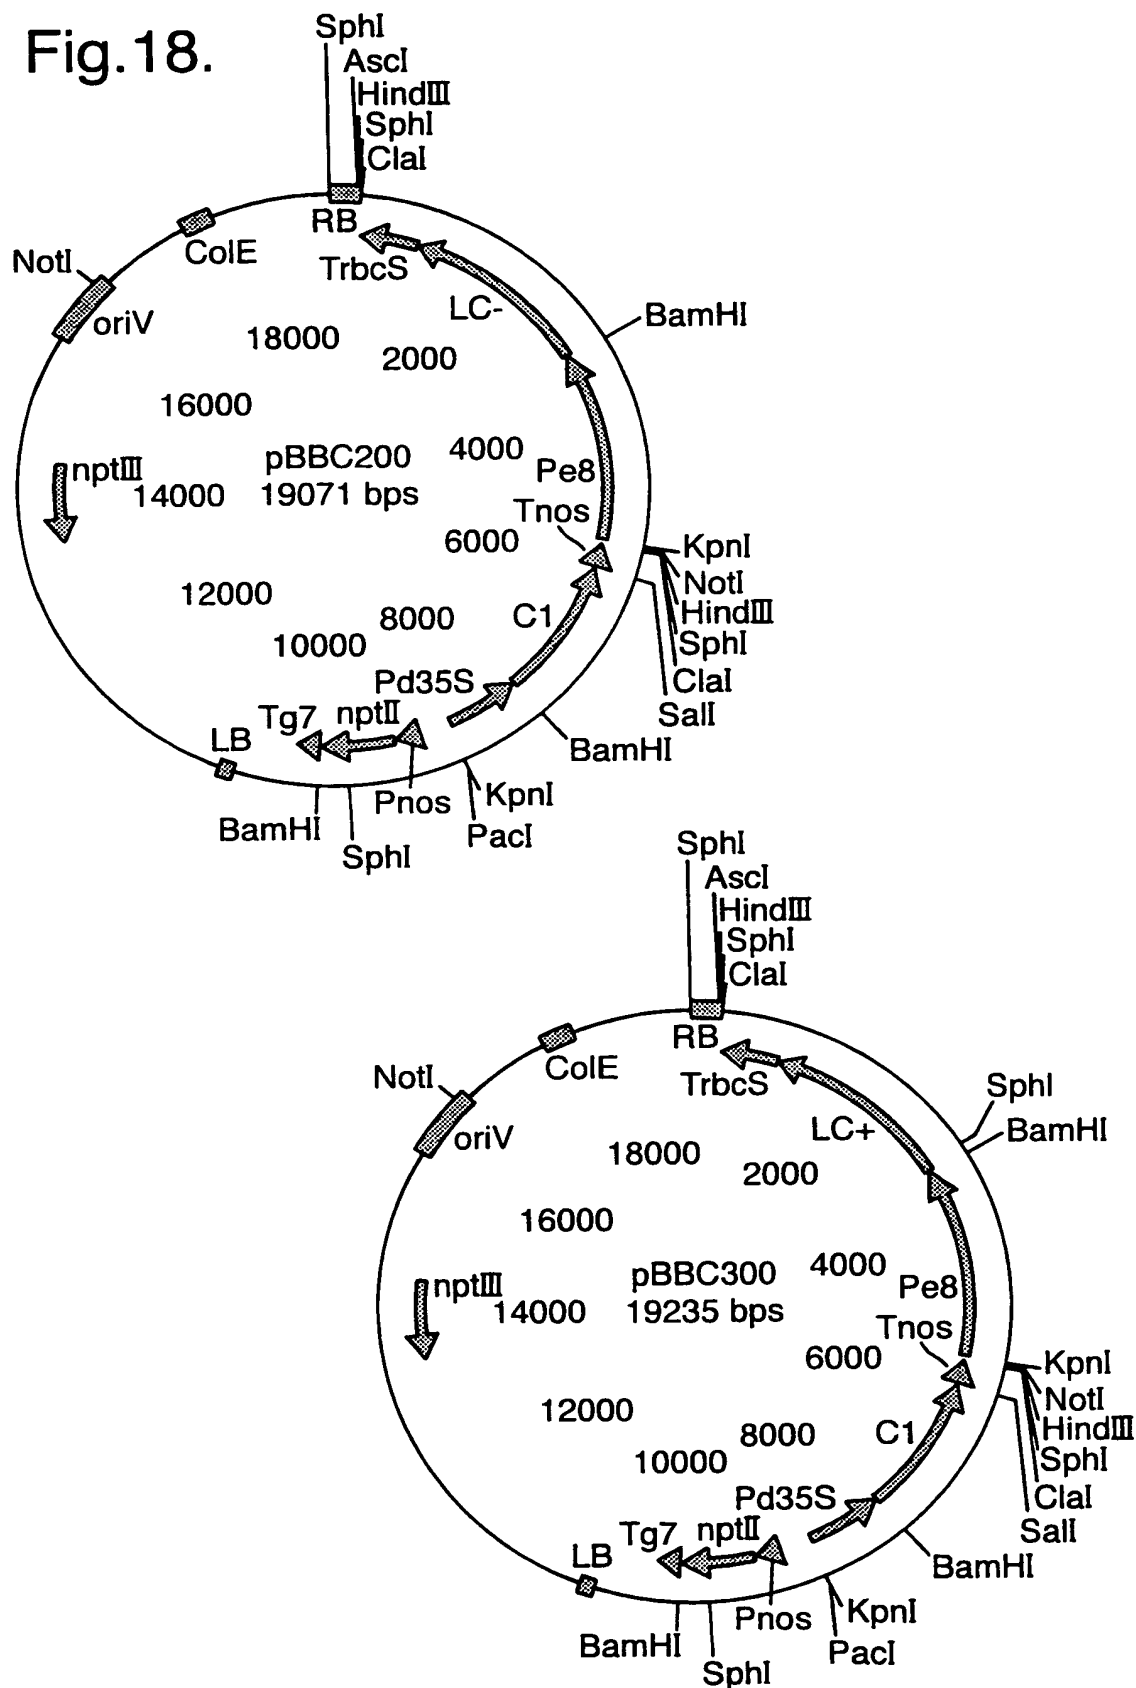 Fig.18.
SphI
AscI
HindIII
SphI
ClaI
RB
ColE
TrbcS
NotI
oriV
LC-
BamHI
18000
2000
16000
4000
pBBC200
19071 bps
nptIII
14000
Pe8
Tnos
6000
KpnI
NotI
HindIII
SphI
ClaI
SalI
12000
8000
C1
10000
Pd35S
Tg7
nptII
LB
BamHI
Pnos
KpnI
PacI
BamHI
SphI
SphI
AscI
HindIII
SphI
ClaI
RB
ColE
TrbcS
NotI
oriV
LC+
SphI
BamHI
18000
2000
16000
4000
pBBC300
19235 bps
nptIII
14000
Pe8
Tnos
6000
KpnI
NotI
HindIII
SphI
ClaI
SalI
12000
8000
C1
10000
Pd35S
Tg7
nptII
LB
BamHI
Pnos
KpnI
PacI
BamHI
SphI